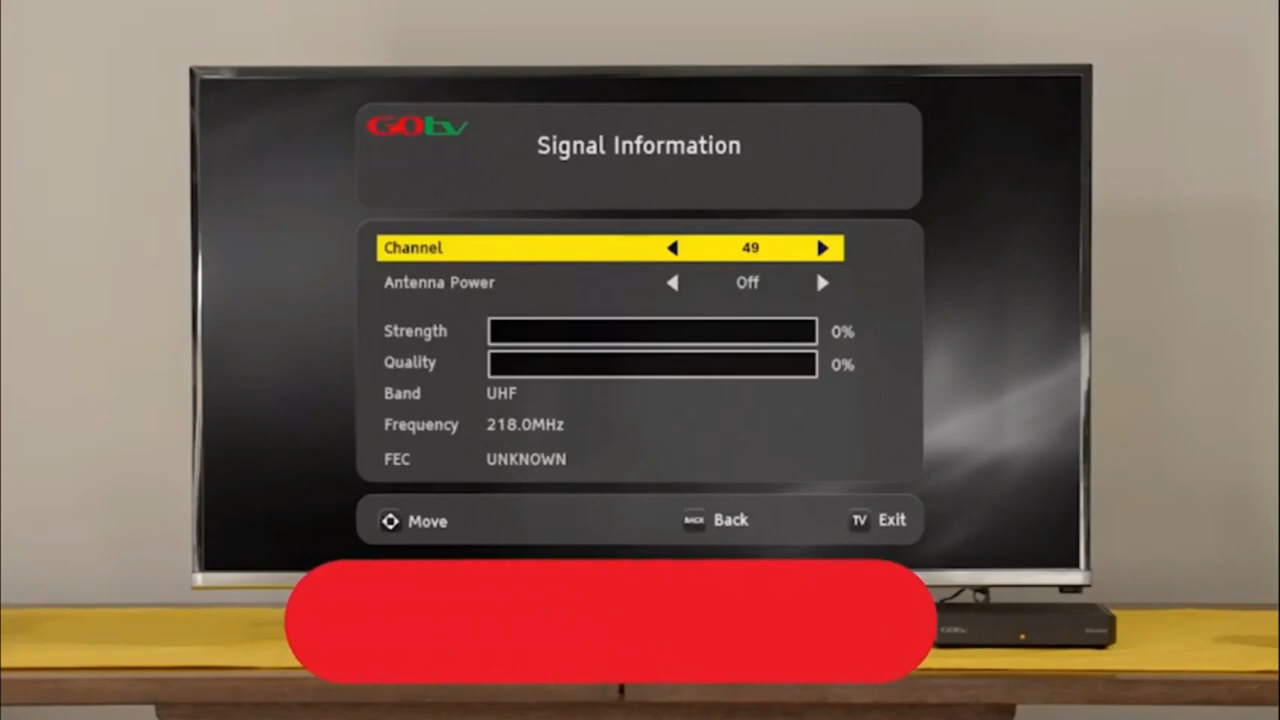 GOtv
Signal Information
Channel 49
Antenna Power Off
Strength 0%
Quality 0%
Band UHF
Frequency 218.0MHz
FEC UNKNOWN
Move BACK Back TV Exit
GOtv